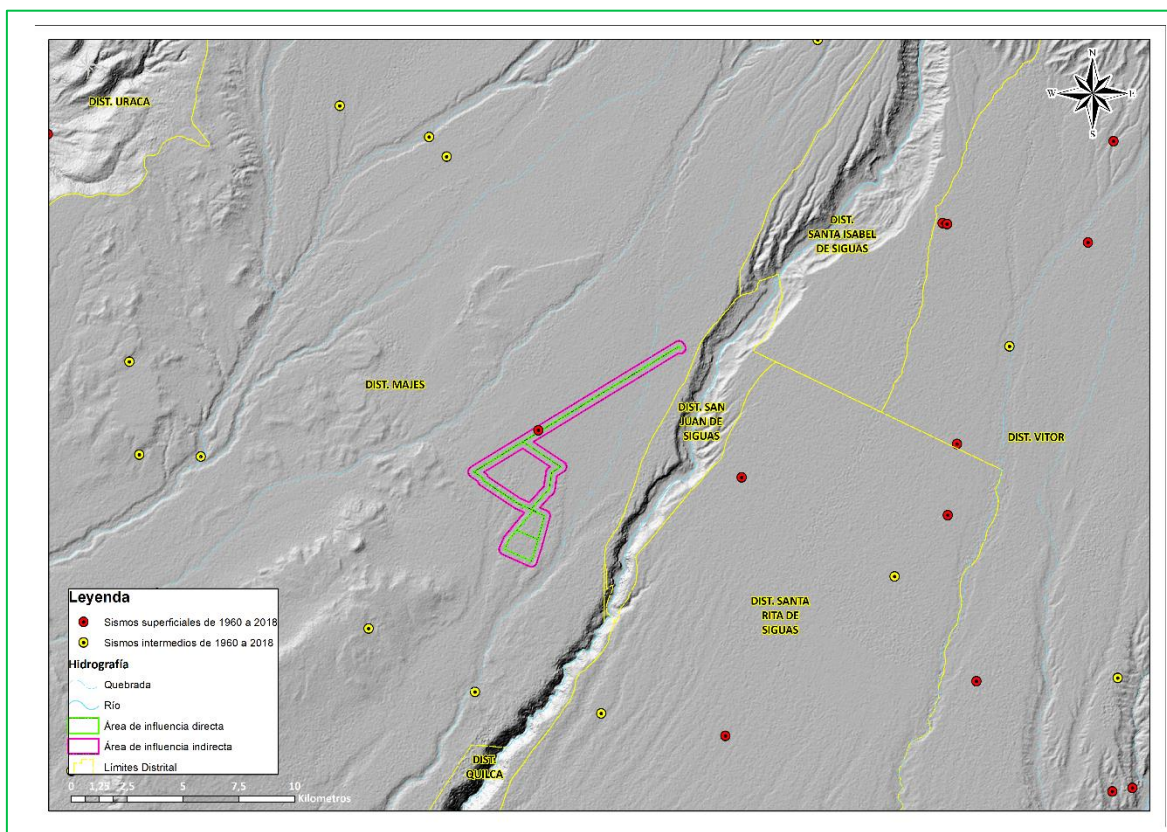 DIST. URACA
N
W
E
S
DIST.
SANTA ISABEL
DE SIGUAS
DIST. MAJES
DIST. SAN
JUAN DE
SIGUAS
DIST. VITOR
DIST. SANTA
RITA DE
SIGUAS
DIST.
QUILCA
Leyenda
Sismos superficiales de 1960 a 2018
Sismos intermedios de 1960 a 2018
Hidrografía
Quebrada
Río
Área de influencia directa
Área de influencia indirecta
Límites Distrital
0 1,25 2,5 5 7,5 10
Kilometros